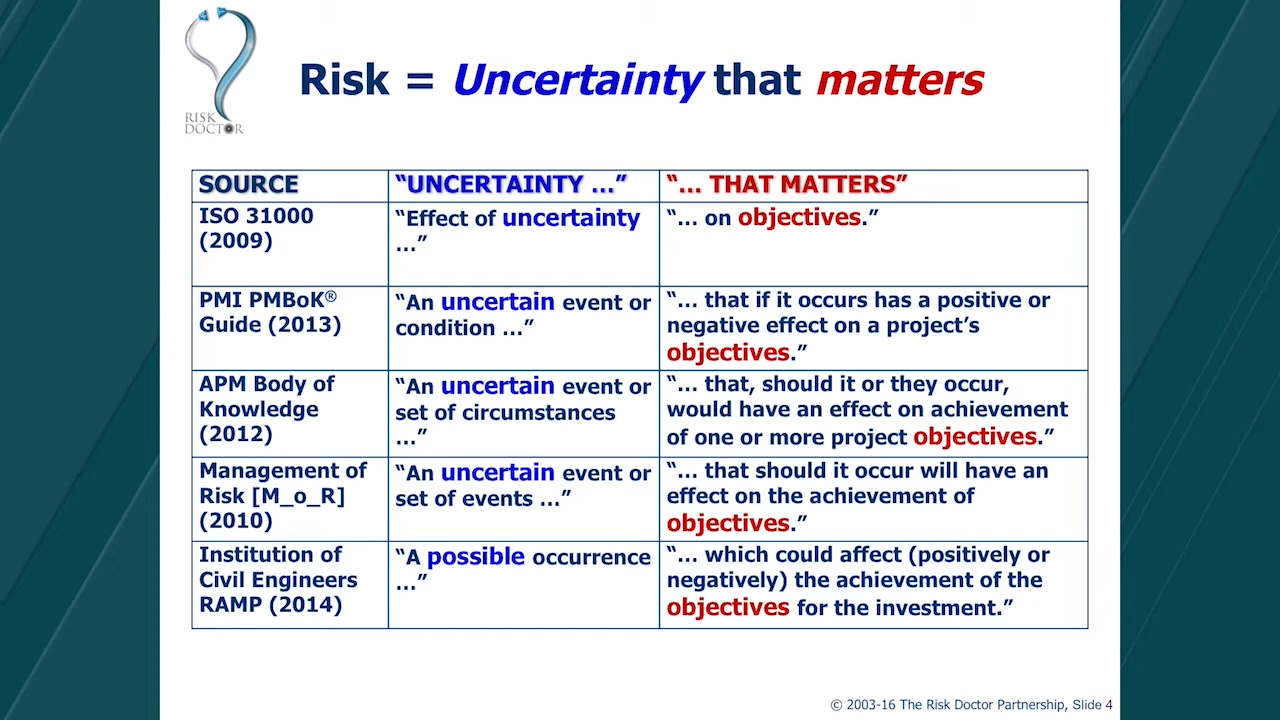 RISK
DOCTOR
Risk = Uncertainty that matters
SOURCE
“UNCERTAINTY …”
“… THAT MATTERS”
ISO 31000
(2009)
“Effect of uncertainty
…”
“… on objectives.”
PMI PMBoK®
Guide (2013)
“An uncertain event or
condition …”
“… that if it occurs has a positive or
negative effect on a project’s
objectives.”
APM Body of
Knowledge
(2012)
“An uncertain event or
set of circumstances
…”
“… that, should it or they occur,
would have an effect on achievement
of one or more project objectives.”
Management of
Risk [M_o_R]
(2010)
“An uncertain event or
set of events …”
“… that should it occur will have an
effect on the achievement of
objectives.”
Institution of
Civil Engineers
RAMP (2014)
“A possible occurrence
…”
“… which could affect (positively or
negatively) the achievement of the
objectives for the investment.”
© 2003-16 The Risk Doctor Partnership, Slide 4